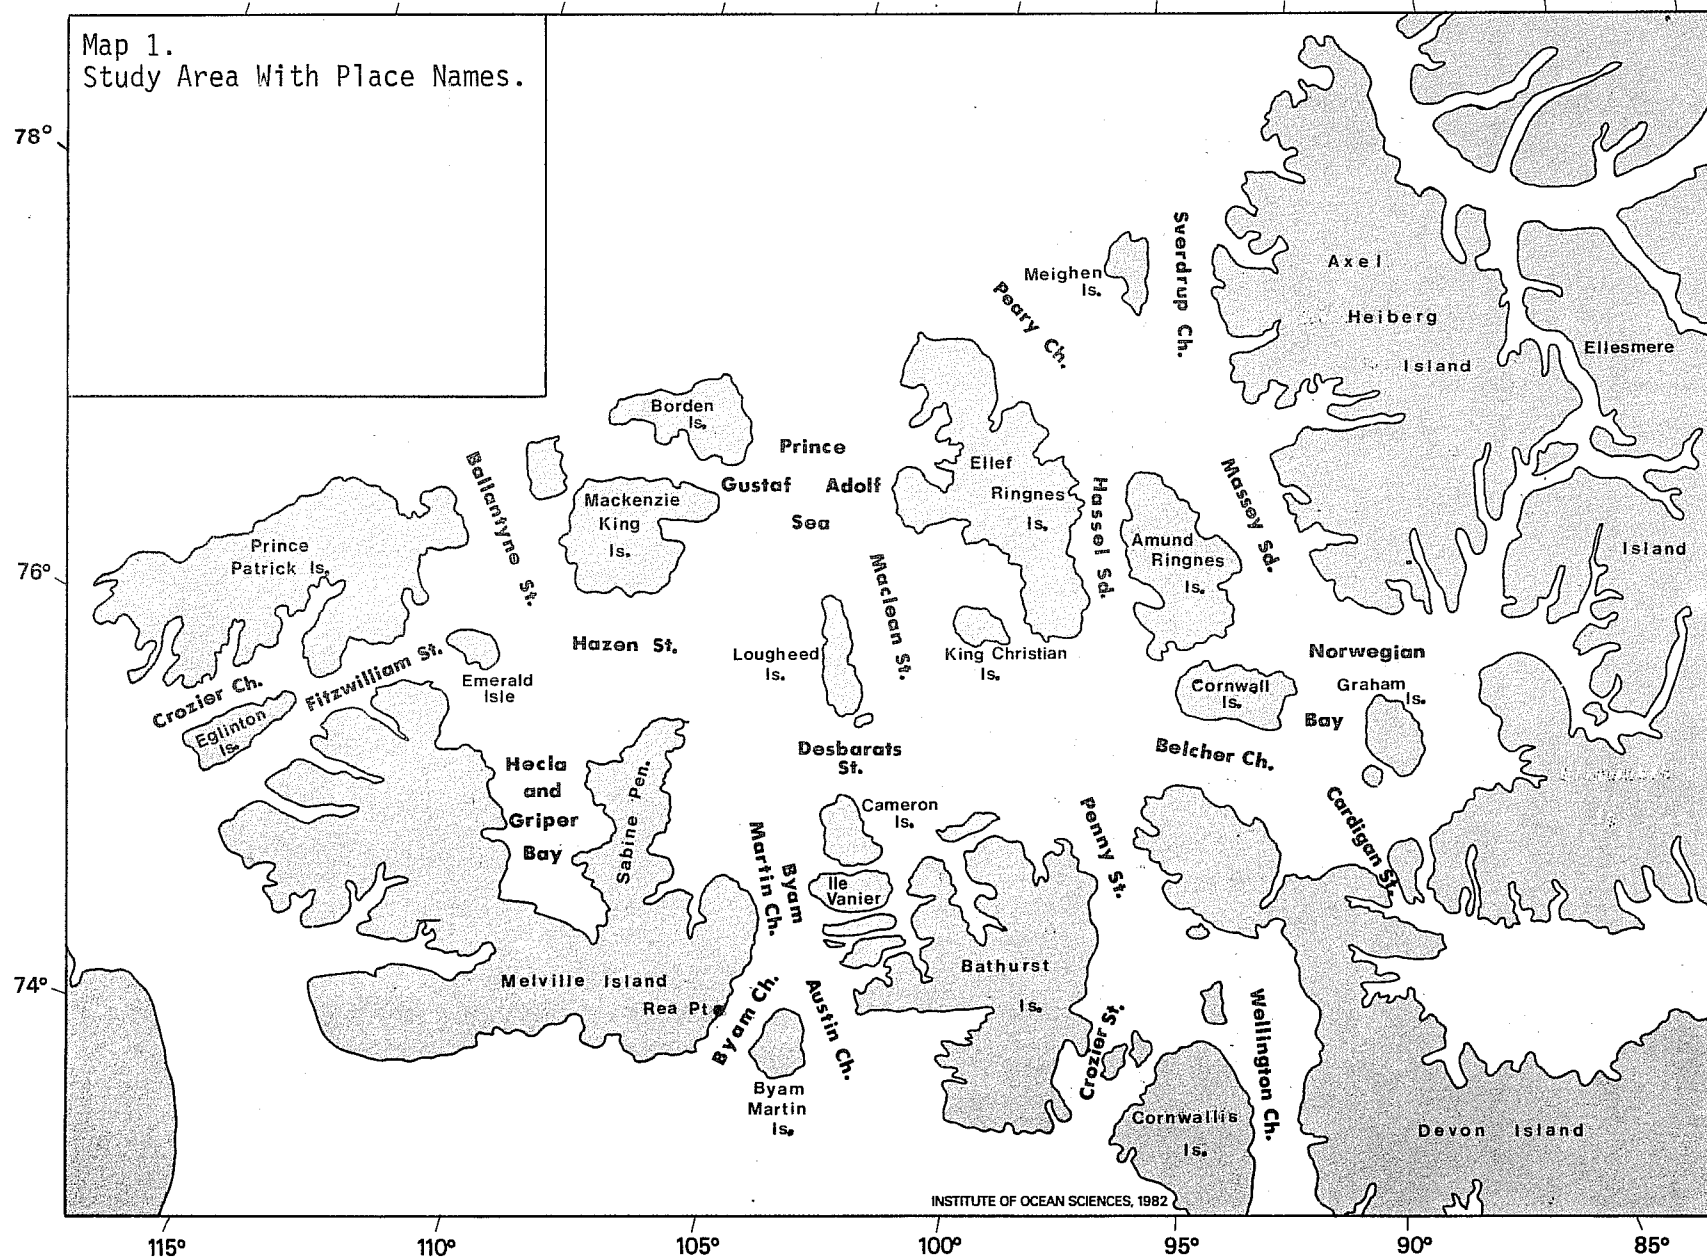 Map 1.
Study Area With Place Names.
78°
76°
74°
115°
110°
105°
100°
95°
90°
85°
Meighen
Is.
Sverdrup Ch.
Peary Ch.
Axel
Heiberg
Island
Ellesmere
Island
Borden
Is.
Prince
Gustaf Adolf
Sea
Ellef
Ringnes
Is.
Hassel Sd.
Massey Sd.
Ballantyne St.
Mackenzie
King
Is.
Prince
Patrick Is.
Amund
Ringnes
Is.
Maclean St.
Hazen St.
Lougheed
Is.
King Christian
Is.
Norwegian
Bay
Cornwall
Is.
Graham
Is.
Crozier Ch.
Fitzwilliam St.
Emerald
Isle
Eglinton
Is.
Desbarats
St.
Belcher Ch.
Hecla
and
Griper
Bay
Sabine Pen.
Cameron
Is.
Penny St.
Cardigan St.
Byam
Martin Ch.
Ile
Vanier
Bathurst
Is.
Melville Island
Rea Pt
Byam Ch.
Austin Ch.
Byam
Martin
Is.
Crozier St.
Wellington Ch.
Cornwallis
Is.
Devon Island
INSTITUTE OF OCEAN SCIENCES, 1982